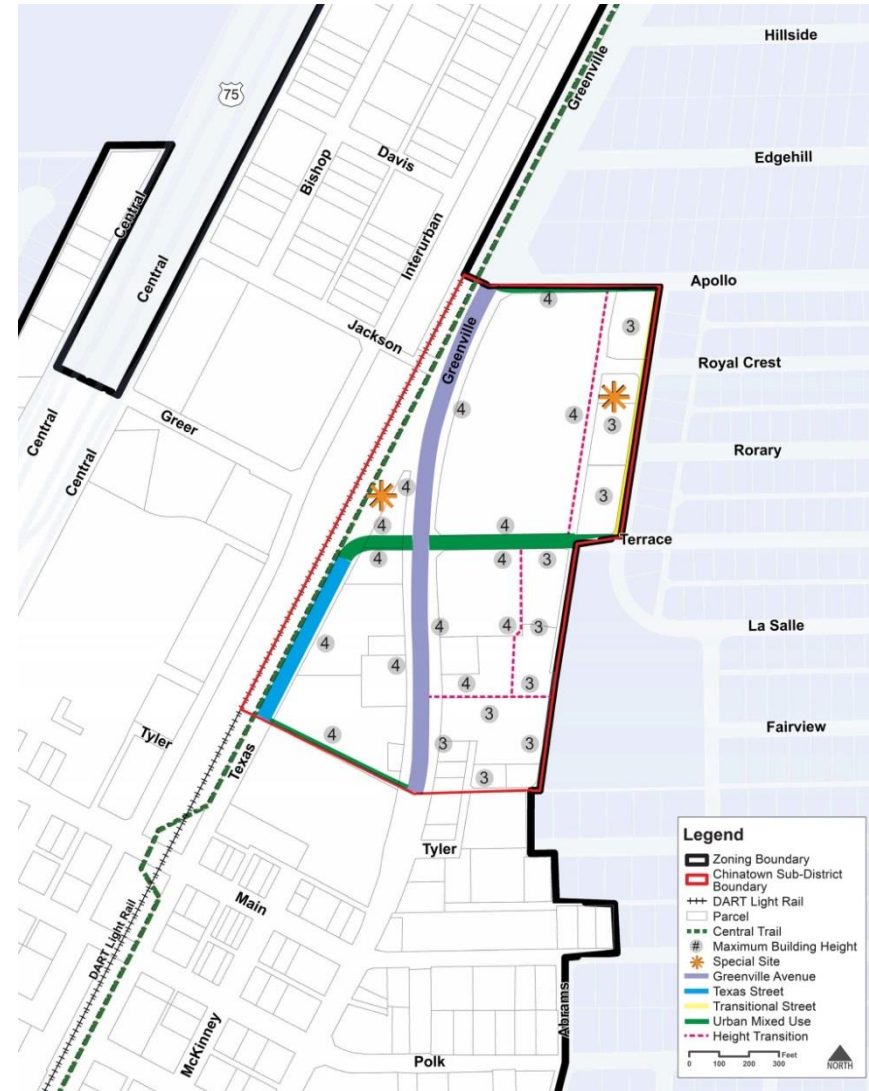 Hillside
Greenville
75
Davis
Edgehill
Bishop
Central
Interurban
Central
Apollo
4
3
Jackson
Greenville
Royal Crest
4
4
3
Greer
Central
Central
Rorary
4
3
4
4
Terrace
4
4
3
4
4
3
La Salle
4
4
4
3
3
Fairview
Tyler
4
3
3
Texas
3
Tyler
Main
DART Light Rail
McKinney
Abrams
Polk
Legend
Zoning Boundary
Chinatown Sub-District
Boundary
DART Light Rail
Parcel
Central Trail
# Maximum Building Height
Special Site
Greenville Avenue
Texas Street
Transitional Street
Urban Mixed Use
Height Transition
Feet
0 100 200 300
NORTH